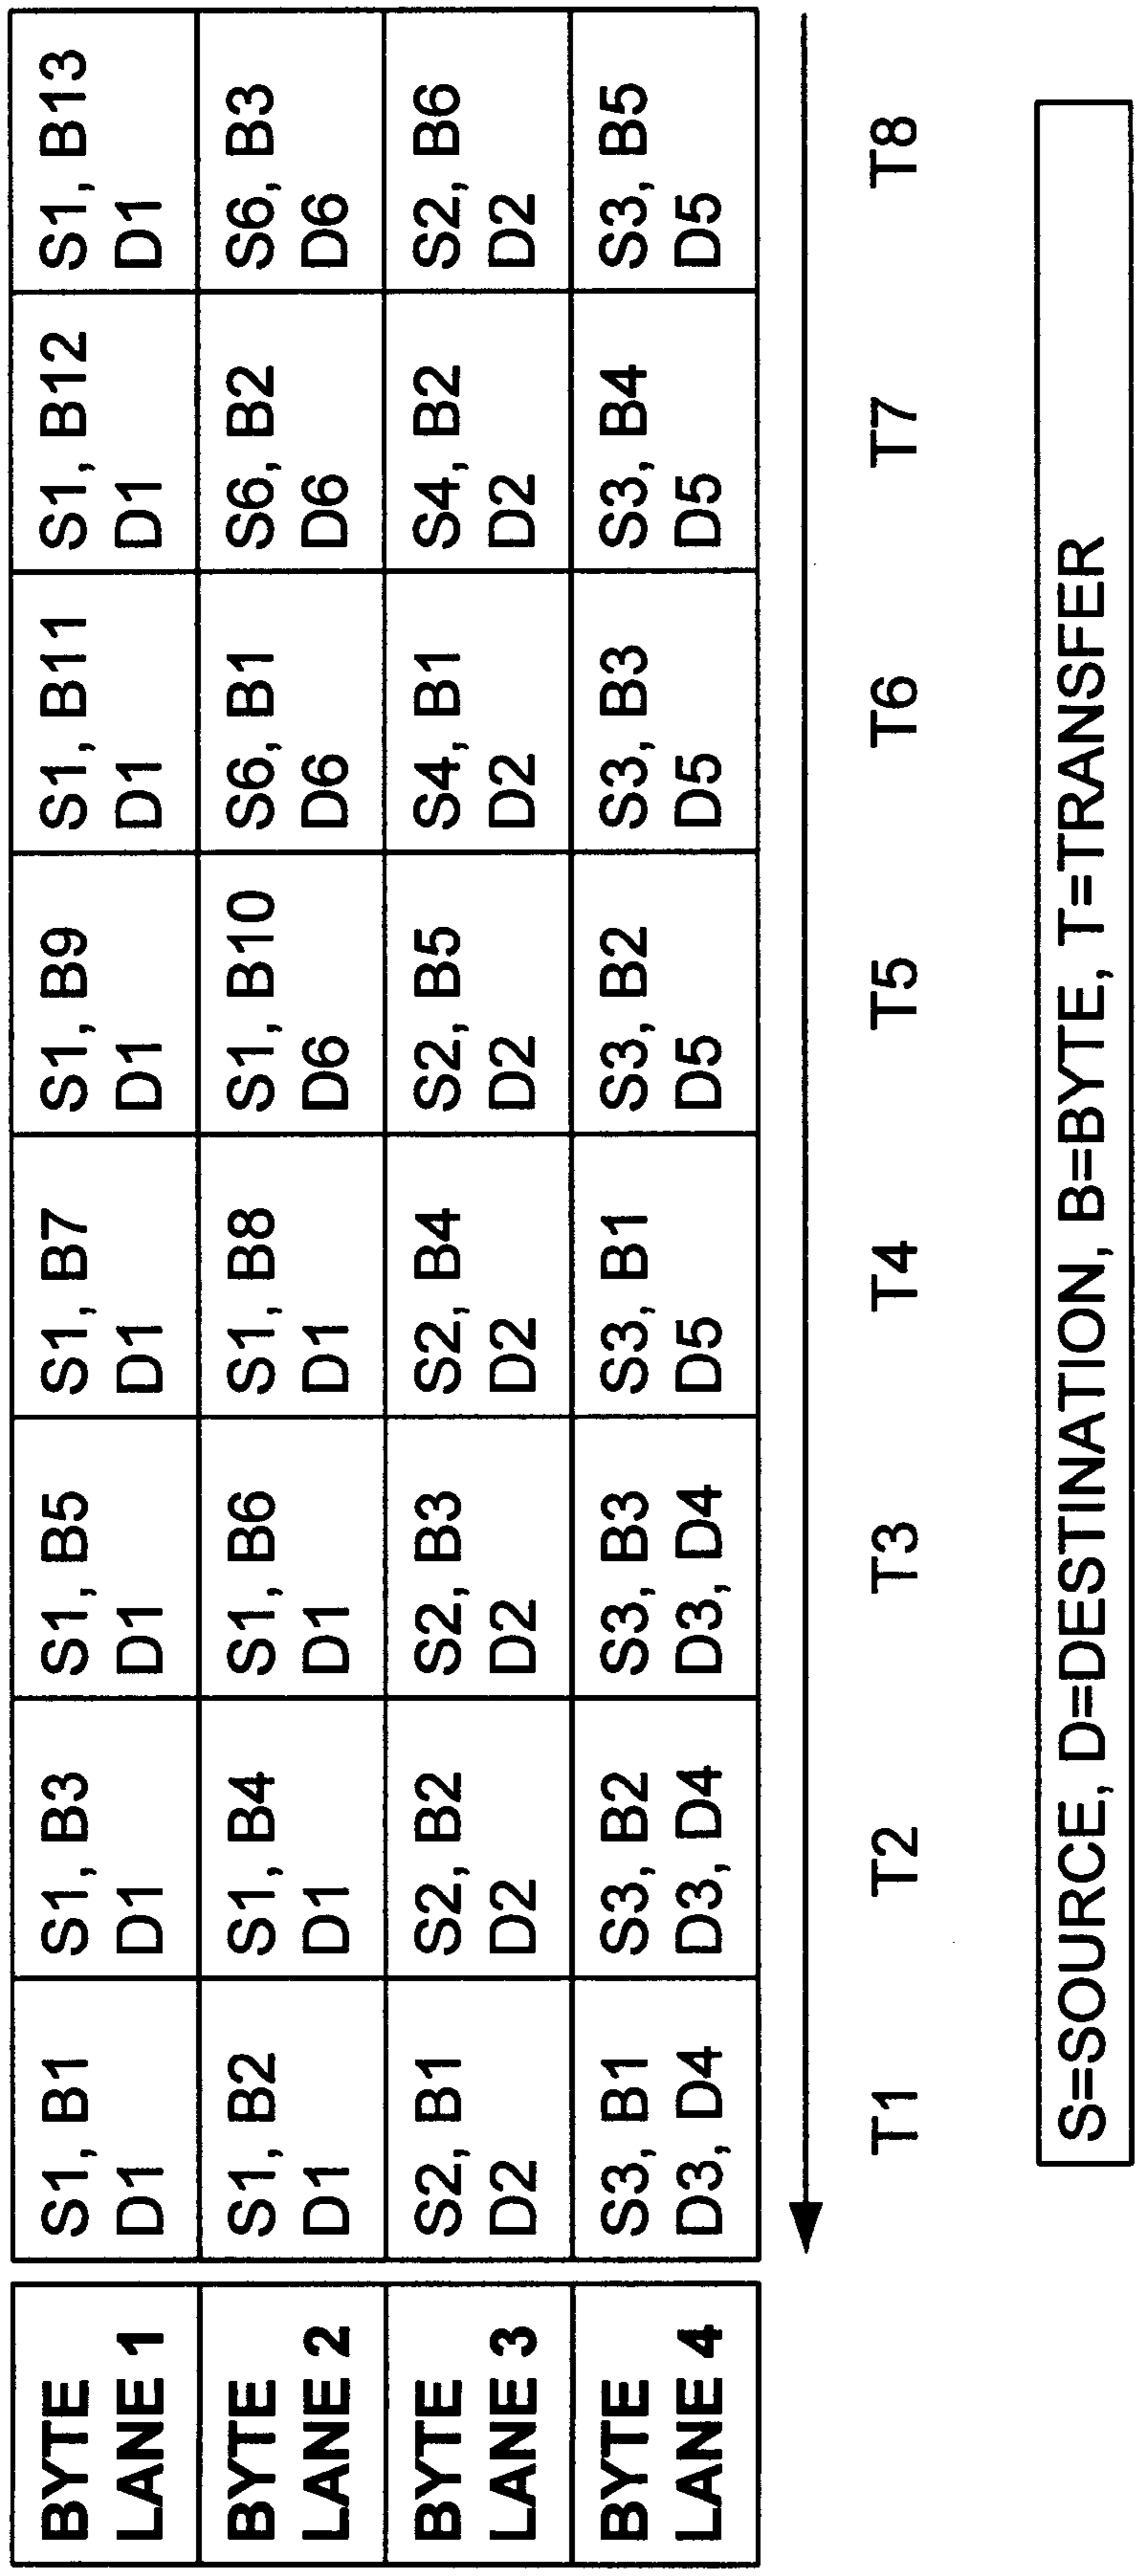 BYTE LANE 1 | S1, B1 D1 | S1, B3 D1 | S1, B5 D1 | S1, B7 D1 | S1, B9 D1 | S1, B11 D1 | S1, B12 D1 | S1, B13 D1
BYTE LANE 2 | S1, B2 D1 | S1, B4 D1 | S1, B6 D1 | S1, B8 D1 | S1, B10 D6 | S6, B1 D6 | S6, B2 D6 | S6, B3 D6
BYTE LANE 3 | S2, B1 D2 | S2, B2 D2 | S2, B3 D2 | S2, B4 D2 | S2, B5 D2 | S4, B1 D2 | S4, B2 D2 | S2, B6 D2
BYTE LANE 4 | S3, B1 D3, D4 | S3, B2 D3, D4 | S3, B3 D3, D4 | S3, B1 D5 | S3, B2 D5 | S3, B3 D5 | S3, B4 D5 | S3, B5 D5
T1 T2 T3 T4 T5 T6 T7 T8
S=SOURCE, D=DESTINATION, B=BYTE, T=TRANSFER